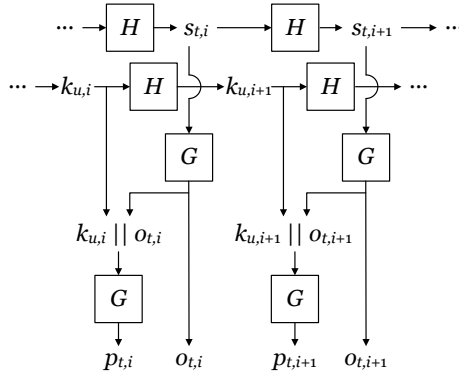 ... H s_{t,i} H s_{t,i+1} ...
... k_{u,i} H k_{u,i+1} H ...
G G
k_{u,i} || o_{t,i} k_{u,i+1} || o_{t,i+1}
G G
p_{t,i} o_{t,i} p_{t,i+1} o_{t,i+1}